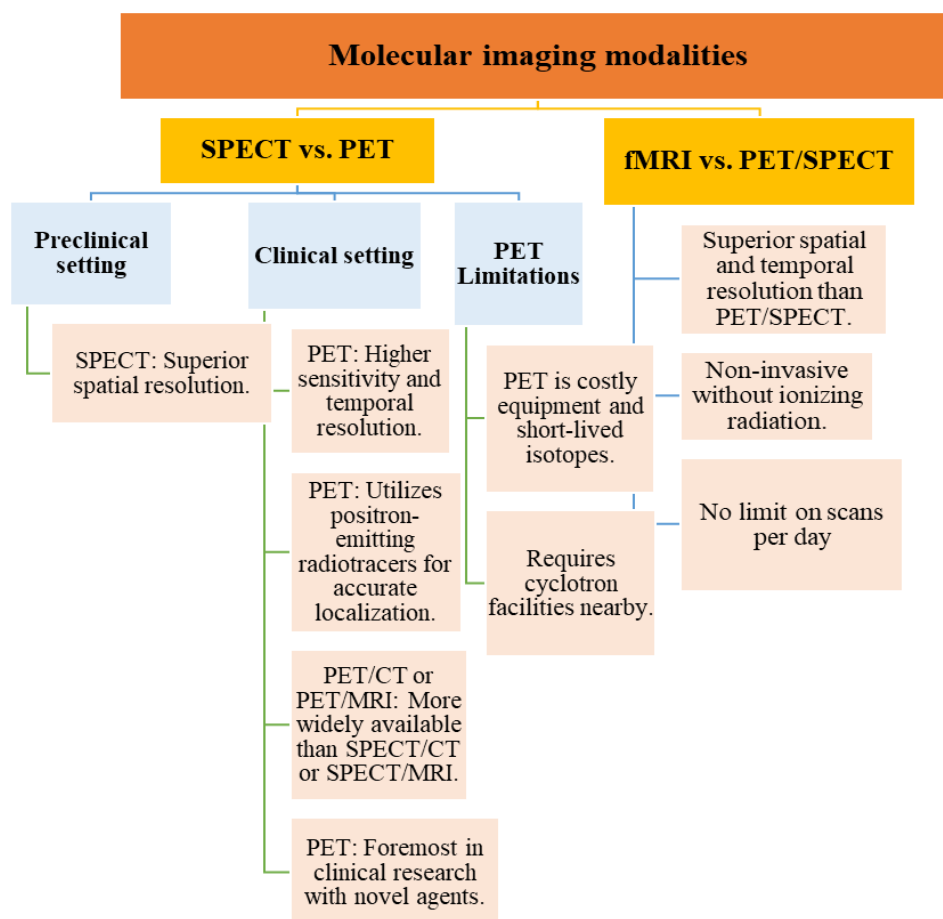 Molecular imaging modalities
SPECT vs. PET
fMRI vs. PET/SPECT
Preclinical
setting
Clinical setting
PET
Limitations
SPECT: Superior
spatial resolution.
PET: Higher
sensitivity and
temporal
resolution.
PET: Utilizes
positron-
emitting
radiotracers for
accurate
localization.
PET/CT or
PET/MRI: More
widely available
than SPECT/CT
or SPECT/MRI.
PET: Foremost in
clinical research
with novel agents.
PET is costly
equipment and
short-lived
isotopes.
Requires
cyclotron
facilities nearby.
Superior spatial
and temporal
resolution than
PET/SPECT.
Non-invasive
without ionizing
radiation.
No limit on scans
per day